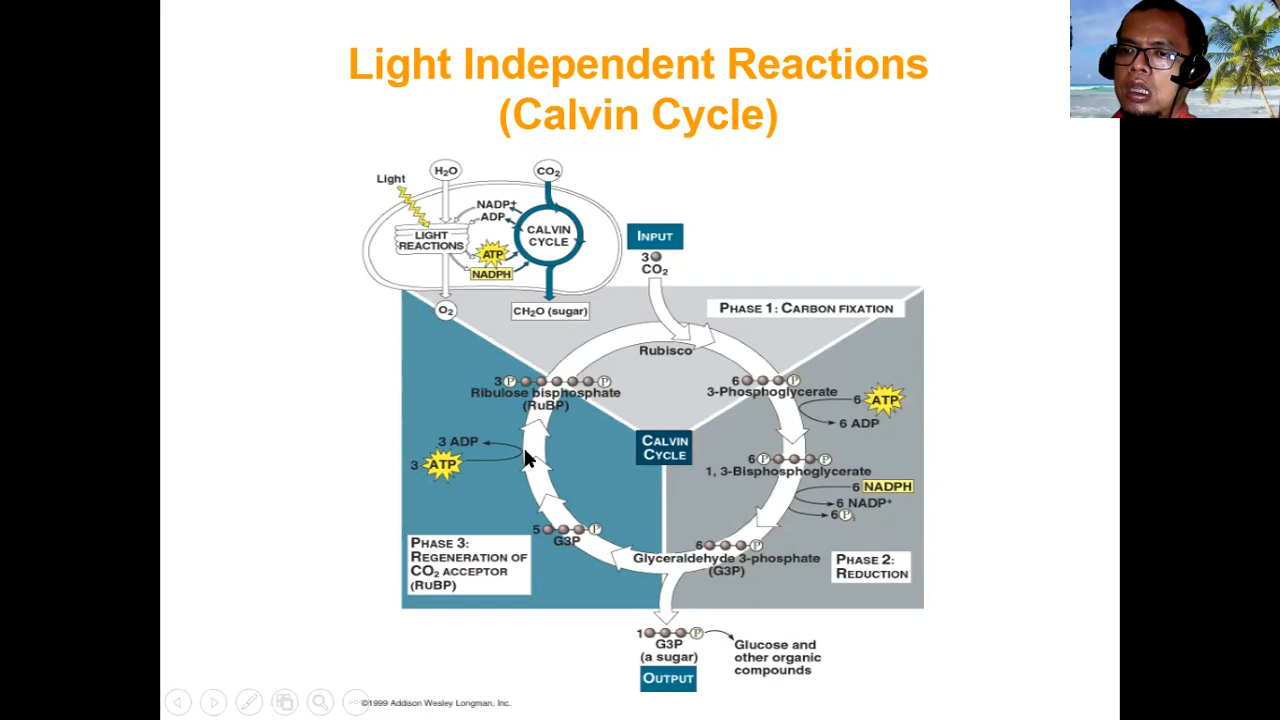 Light Independent Reactions
(Calvin Cycle)
H₂O
CO₂
Light
NADP⁺
ADP
LIGHT
REACTIONS
CALVIN
CYCLE
ATP
NADPH
O₂
CH₂O (sugar)
INPUT
3
CO₂
PHASE 1: CARBON FIXATION
Rubisco
3 P P
Ribulose bisphosphate
(RuBP)
6 P
3-Phosphoglycerate
6 ATP
6 ADP
CALVIN
CYCLE
3 ADP
3 ATP
6 P P
1, 3-Bisphosphoglycerate
6 NADPH
6 NADP⁺
6 Pᵢ
5 P
G3P
6 P
Glyceraldehyde 3-phosphate
(G3P)
PHASE 3:
REGENERATION OF
CO₂ ACCEPTOR
(RuBP)
PHASE 2:
REDUCTION
1 P
G3P
(a sugar)
Glucose and
other organic
compounds
OUTPUT
©1999 Addison Wesley Longman, Inc.